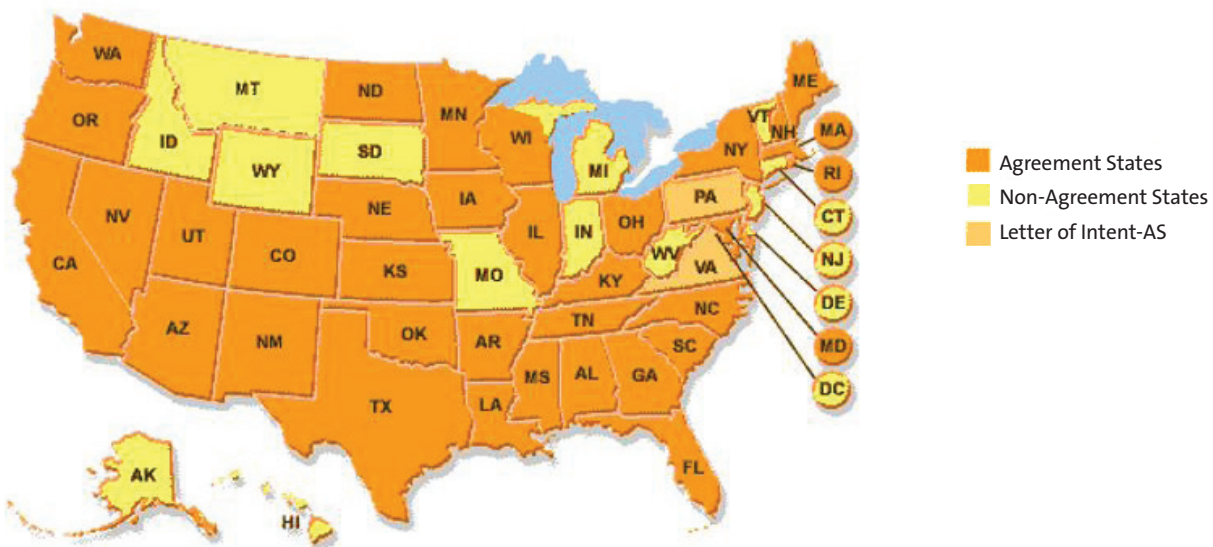 WA
MT
ND
MN
ME
OR
ID
VT
NH
MA
WI
SD
NY
RI
WY
MI
IA
PA
CT
NE
NV
OH
IL
IN
UT
NJ
CO
WV
CA
KS
MO
VA
KY
DE
NC
TN
AZ
OK
MD
NM
AR
SC
MS
AL
GA
DC
TX
LA
FL
AK
HI
Agreement States
Non-Agreement States
Letter of Intent-AS